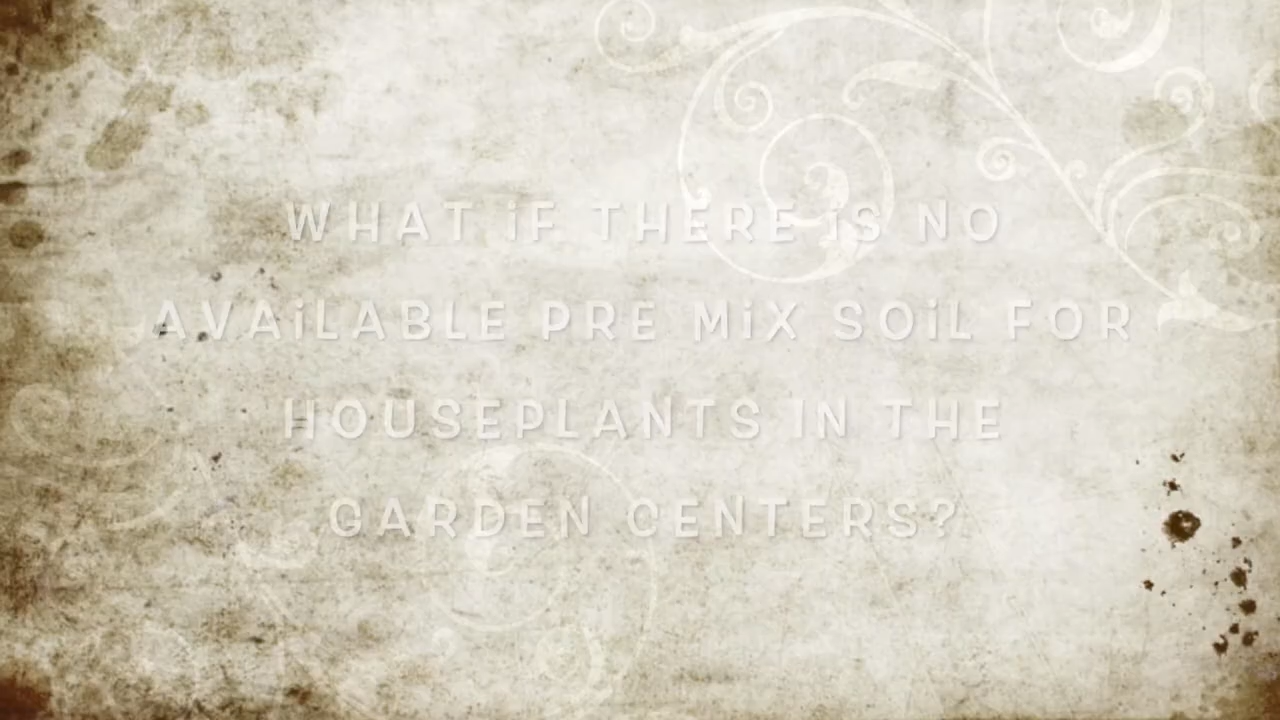 WHAT iF THERE iS NO
AVAiLABLE PRE MiX SOiL FOR
HOUSEPLANTS IN THE
GARDEN CENTERS?